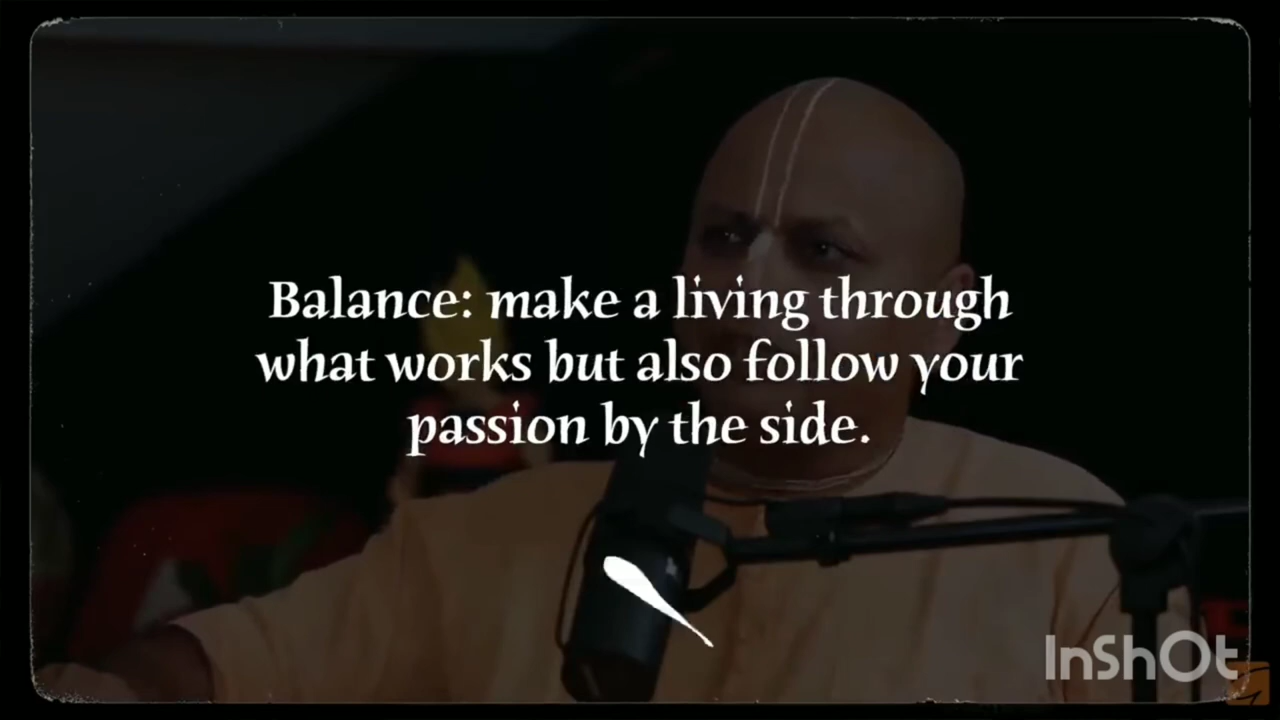 Balance: make a living through
what works but also follow your
passion by the side.
InShOt